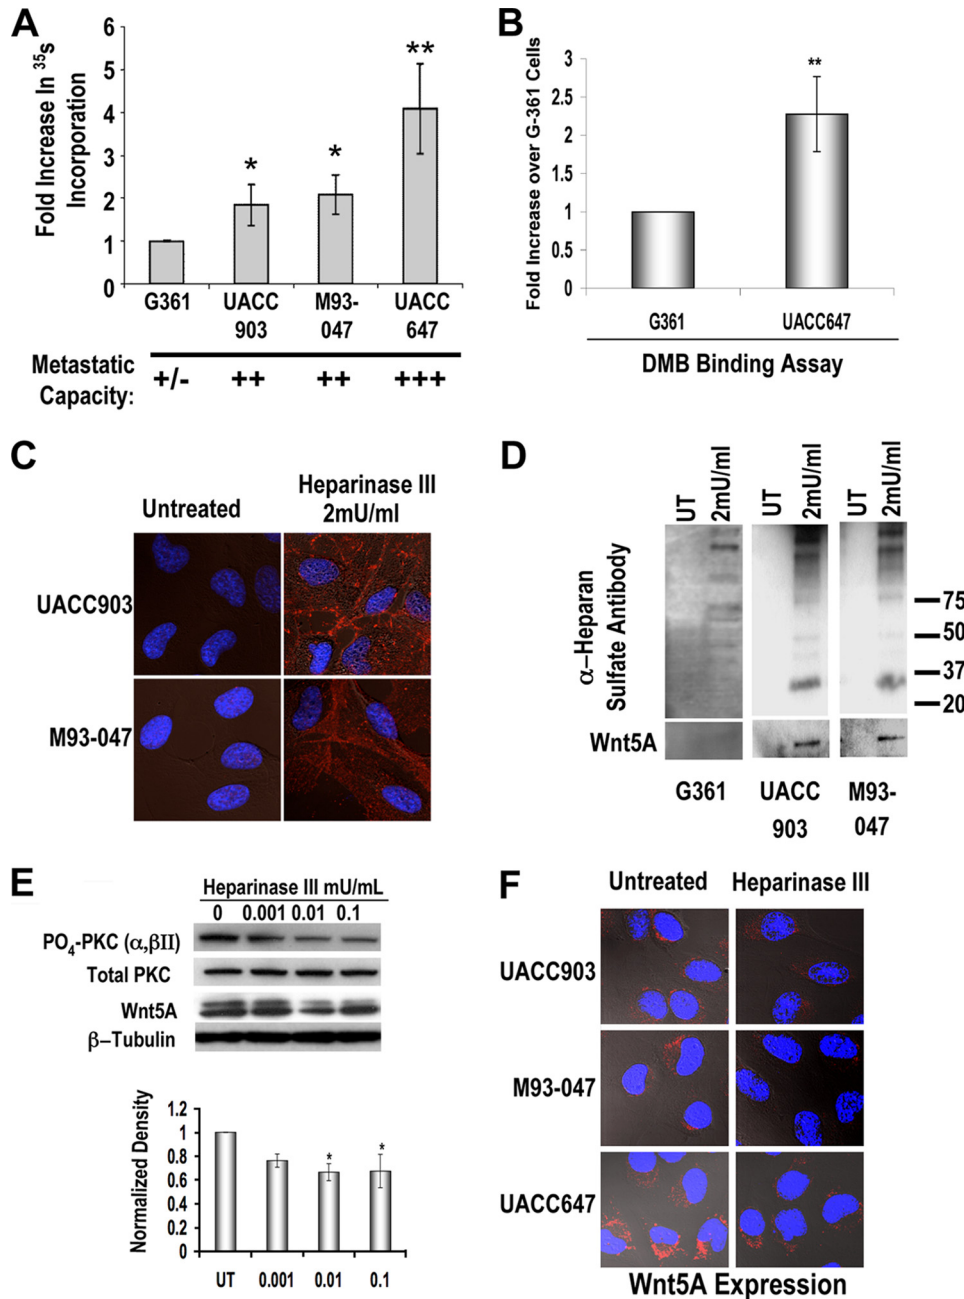 A
Fold Increase In ³⁵s
Incorporation
6
5
4
3
2
1
0
*
*
**
G361
UACC
903
M93-
047
UACC
647
Metastatic
Capacity:
+/-
++
++
+++
B
Fold Increase over G-361 Cells
3
2.5
2
1.5
1
0.5
0
**
G361
UACC647
DMB Binding Assay
C
Untreated
Heparinase III
2mU/ml
UACC903
M93-047
D
UT
2mU/ml
UT
2mU/ml
UT
2mU/ml
α–Heparan
Sulfate Antibody
75
50
37
20
Wnt5A
G361
UACC
903
M93-
047
E
Heparinase III mU/mL
0 0.001 0.01 0.1
PO₄-PKC (α,βII)
Total PKC
Wnt5A
β–Tubulin
Normalized Density
1.2
1
0.8
0.6
0.4
0.2
0
*
*
UT
0.001
0.01
0.1
F
Untreated
Heparinase III
UACC903
M93-047
UACC647
Wnt5A Expression